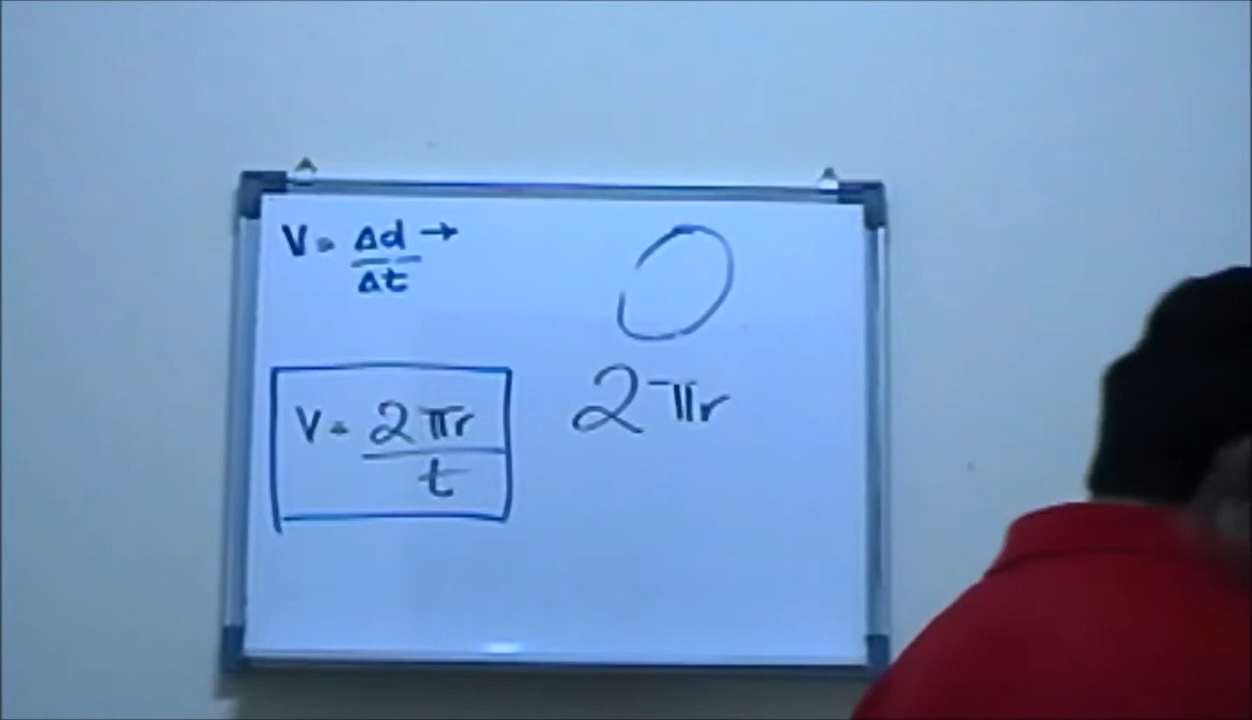 V = Δd →
Δt
V = 2πr
t
2πr